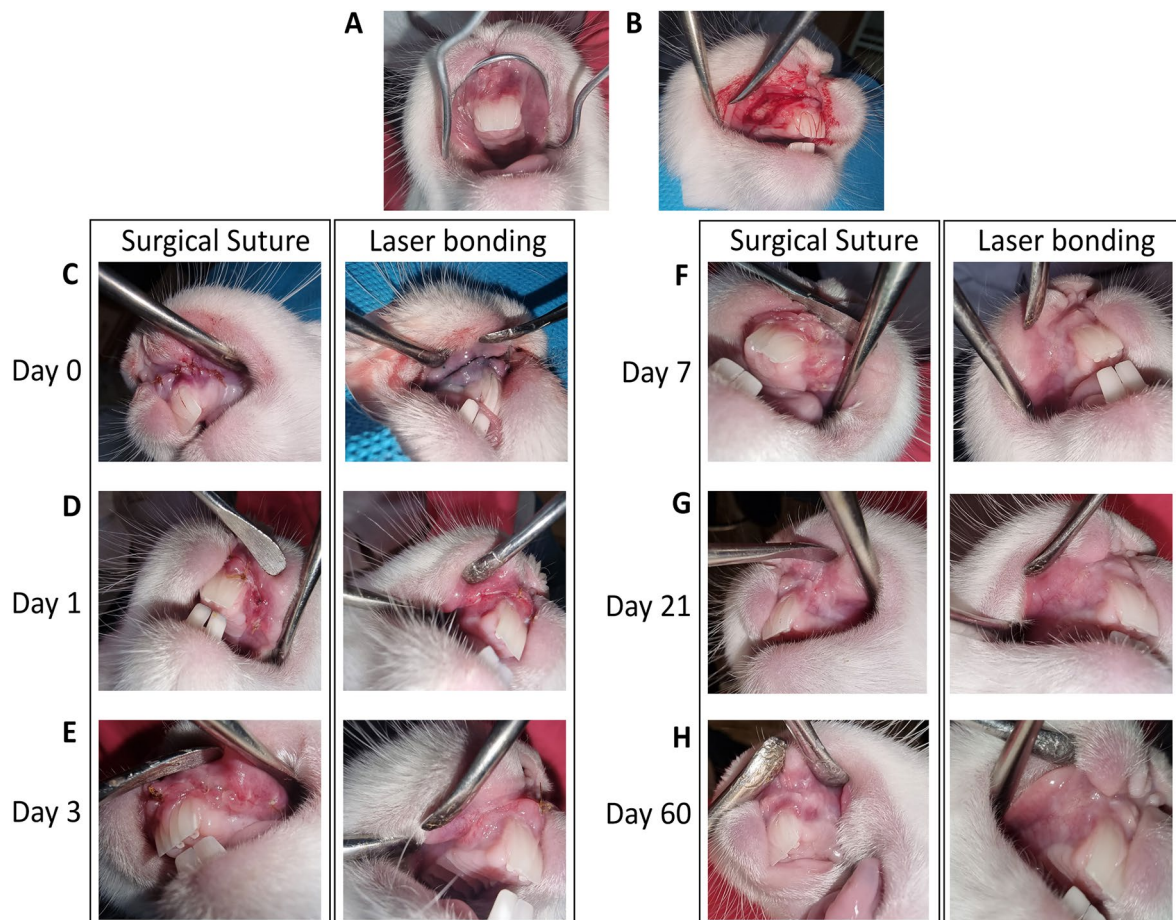 A
B
Surgical Suture
Laser bonding
C
Day 0
D
Day 1
E
Day 3
Surgical Suture
Laser bonding
F
Day 7
G
Day 21
H
Day 60